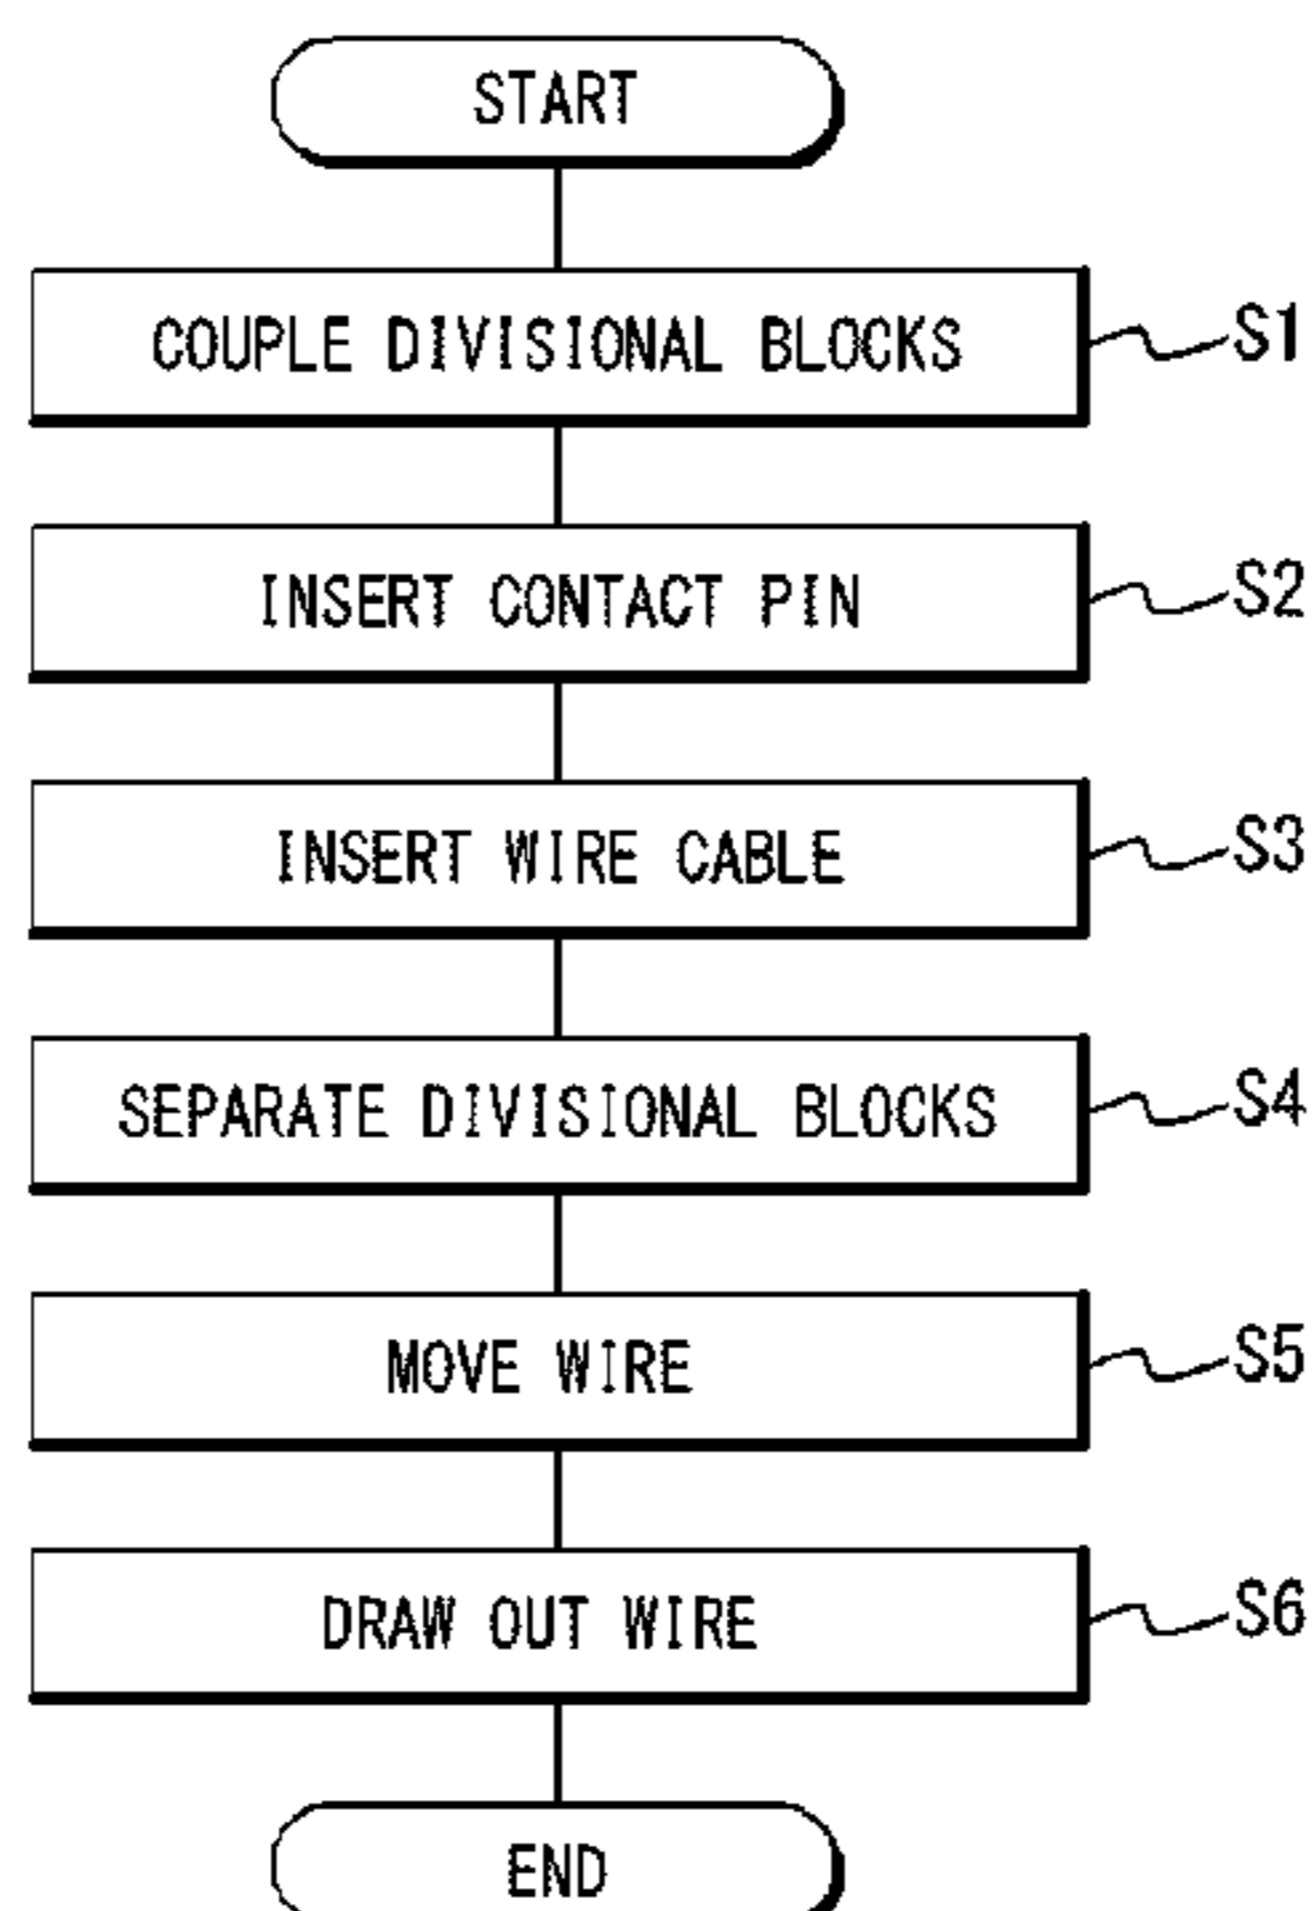 START
COUPLE DIVISIONAL BLOCKS S1
INSERT CONTACT PIN S2
INSERT WIRE CABLE S3
SEPARATE DIVISIONAL BLOCKS S4
MOVE WIRE S5
DRAW OUT WIRE S6
END